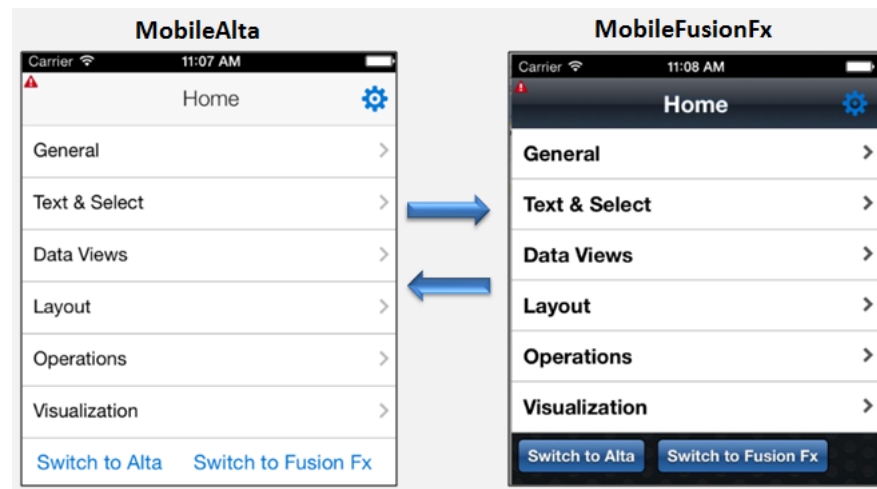 MobileAlta
Carrier 11:07 AM
Home
General
Text & Select
Data Views
Layout
Operations
Visualization
Switch to Alta Switch to Fusion Fx
MobileFusionFx
Carrier 11:08 AM
Home
General
Text & Select
Data Views
Layout
Operations
Visualization
Switch to Alta Switch to Fusion Fx